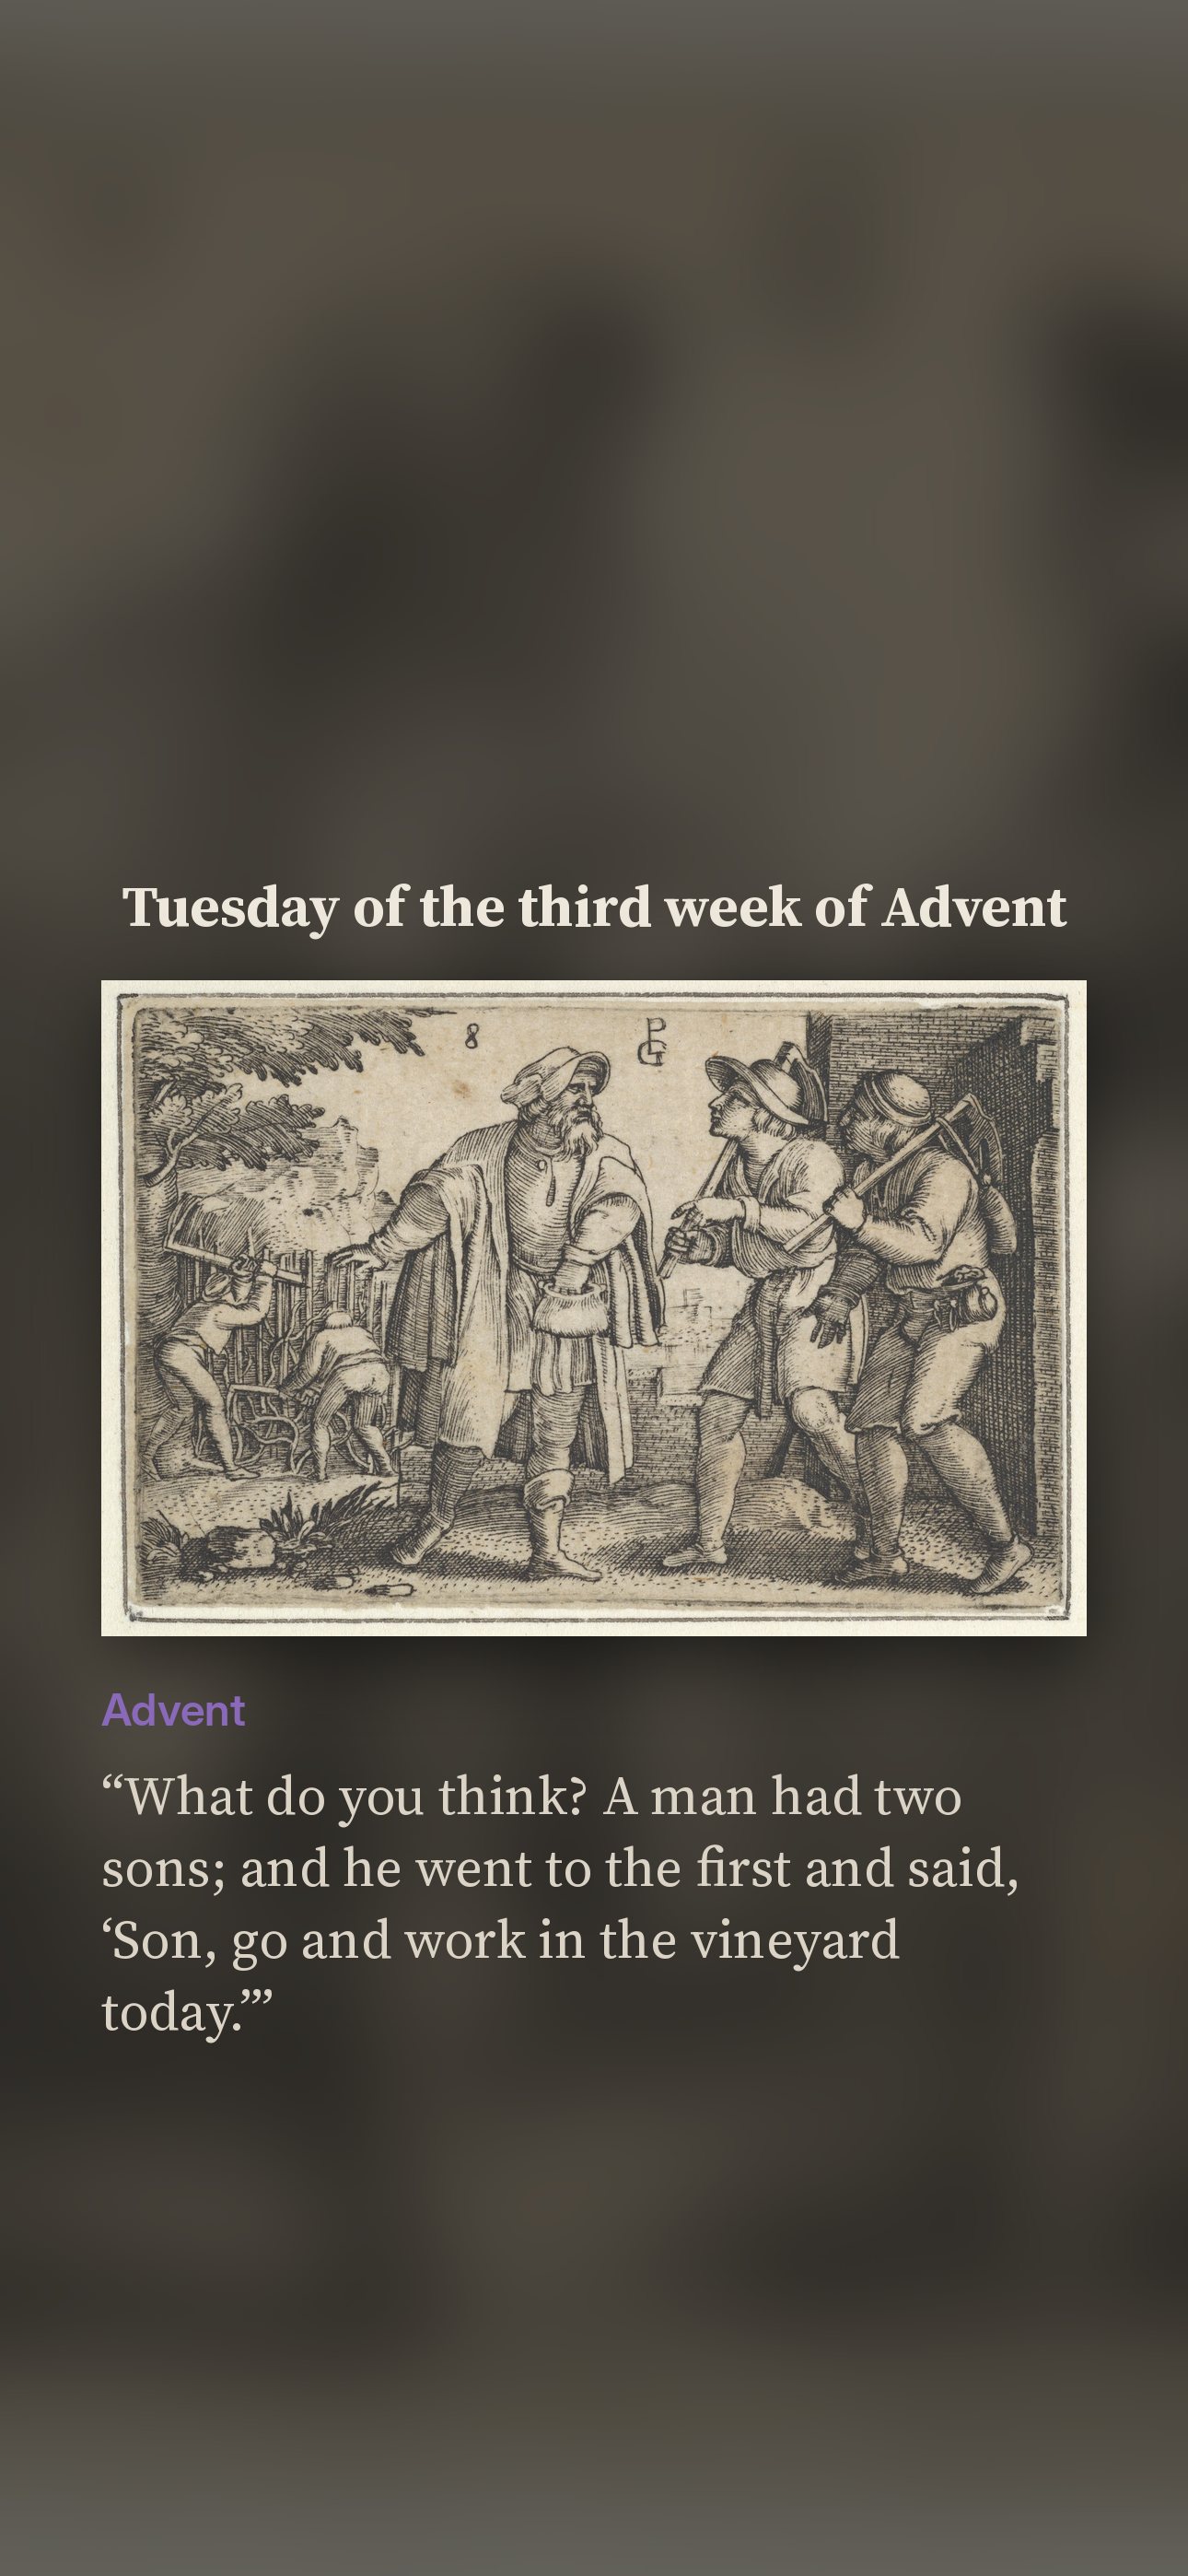 Tuesday of the third week of Advent
8 PG
Advent
“What do you think? A man had two
sons; and he went to the first and said,
‘Son, go and work in the vineyard
today.’”